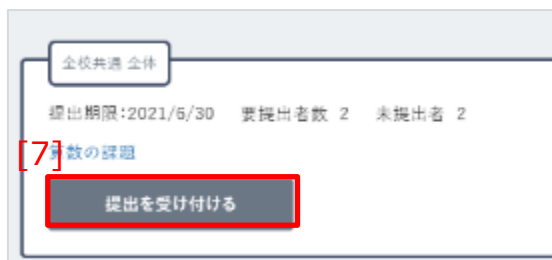 全校共通 全体
提出期限:2021/6/30 要提出者数 2 未提出者 2
[7]
算数の課題
提出を受け付ける